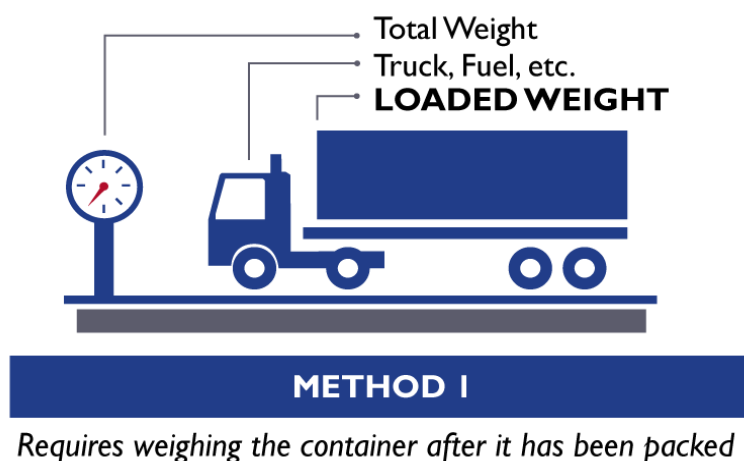 Total Weight
Truck, Fuel, etc.
LOADED WEIGHT
METHOD 1
Requires weighing the container after it has been packed